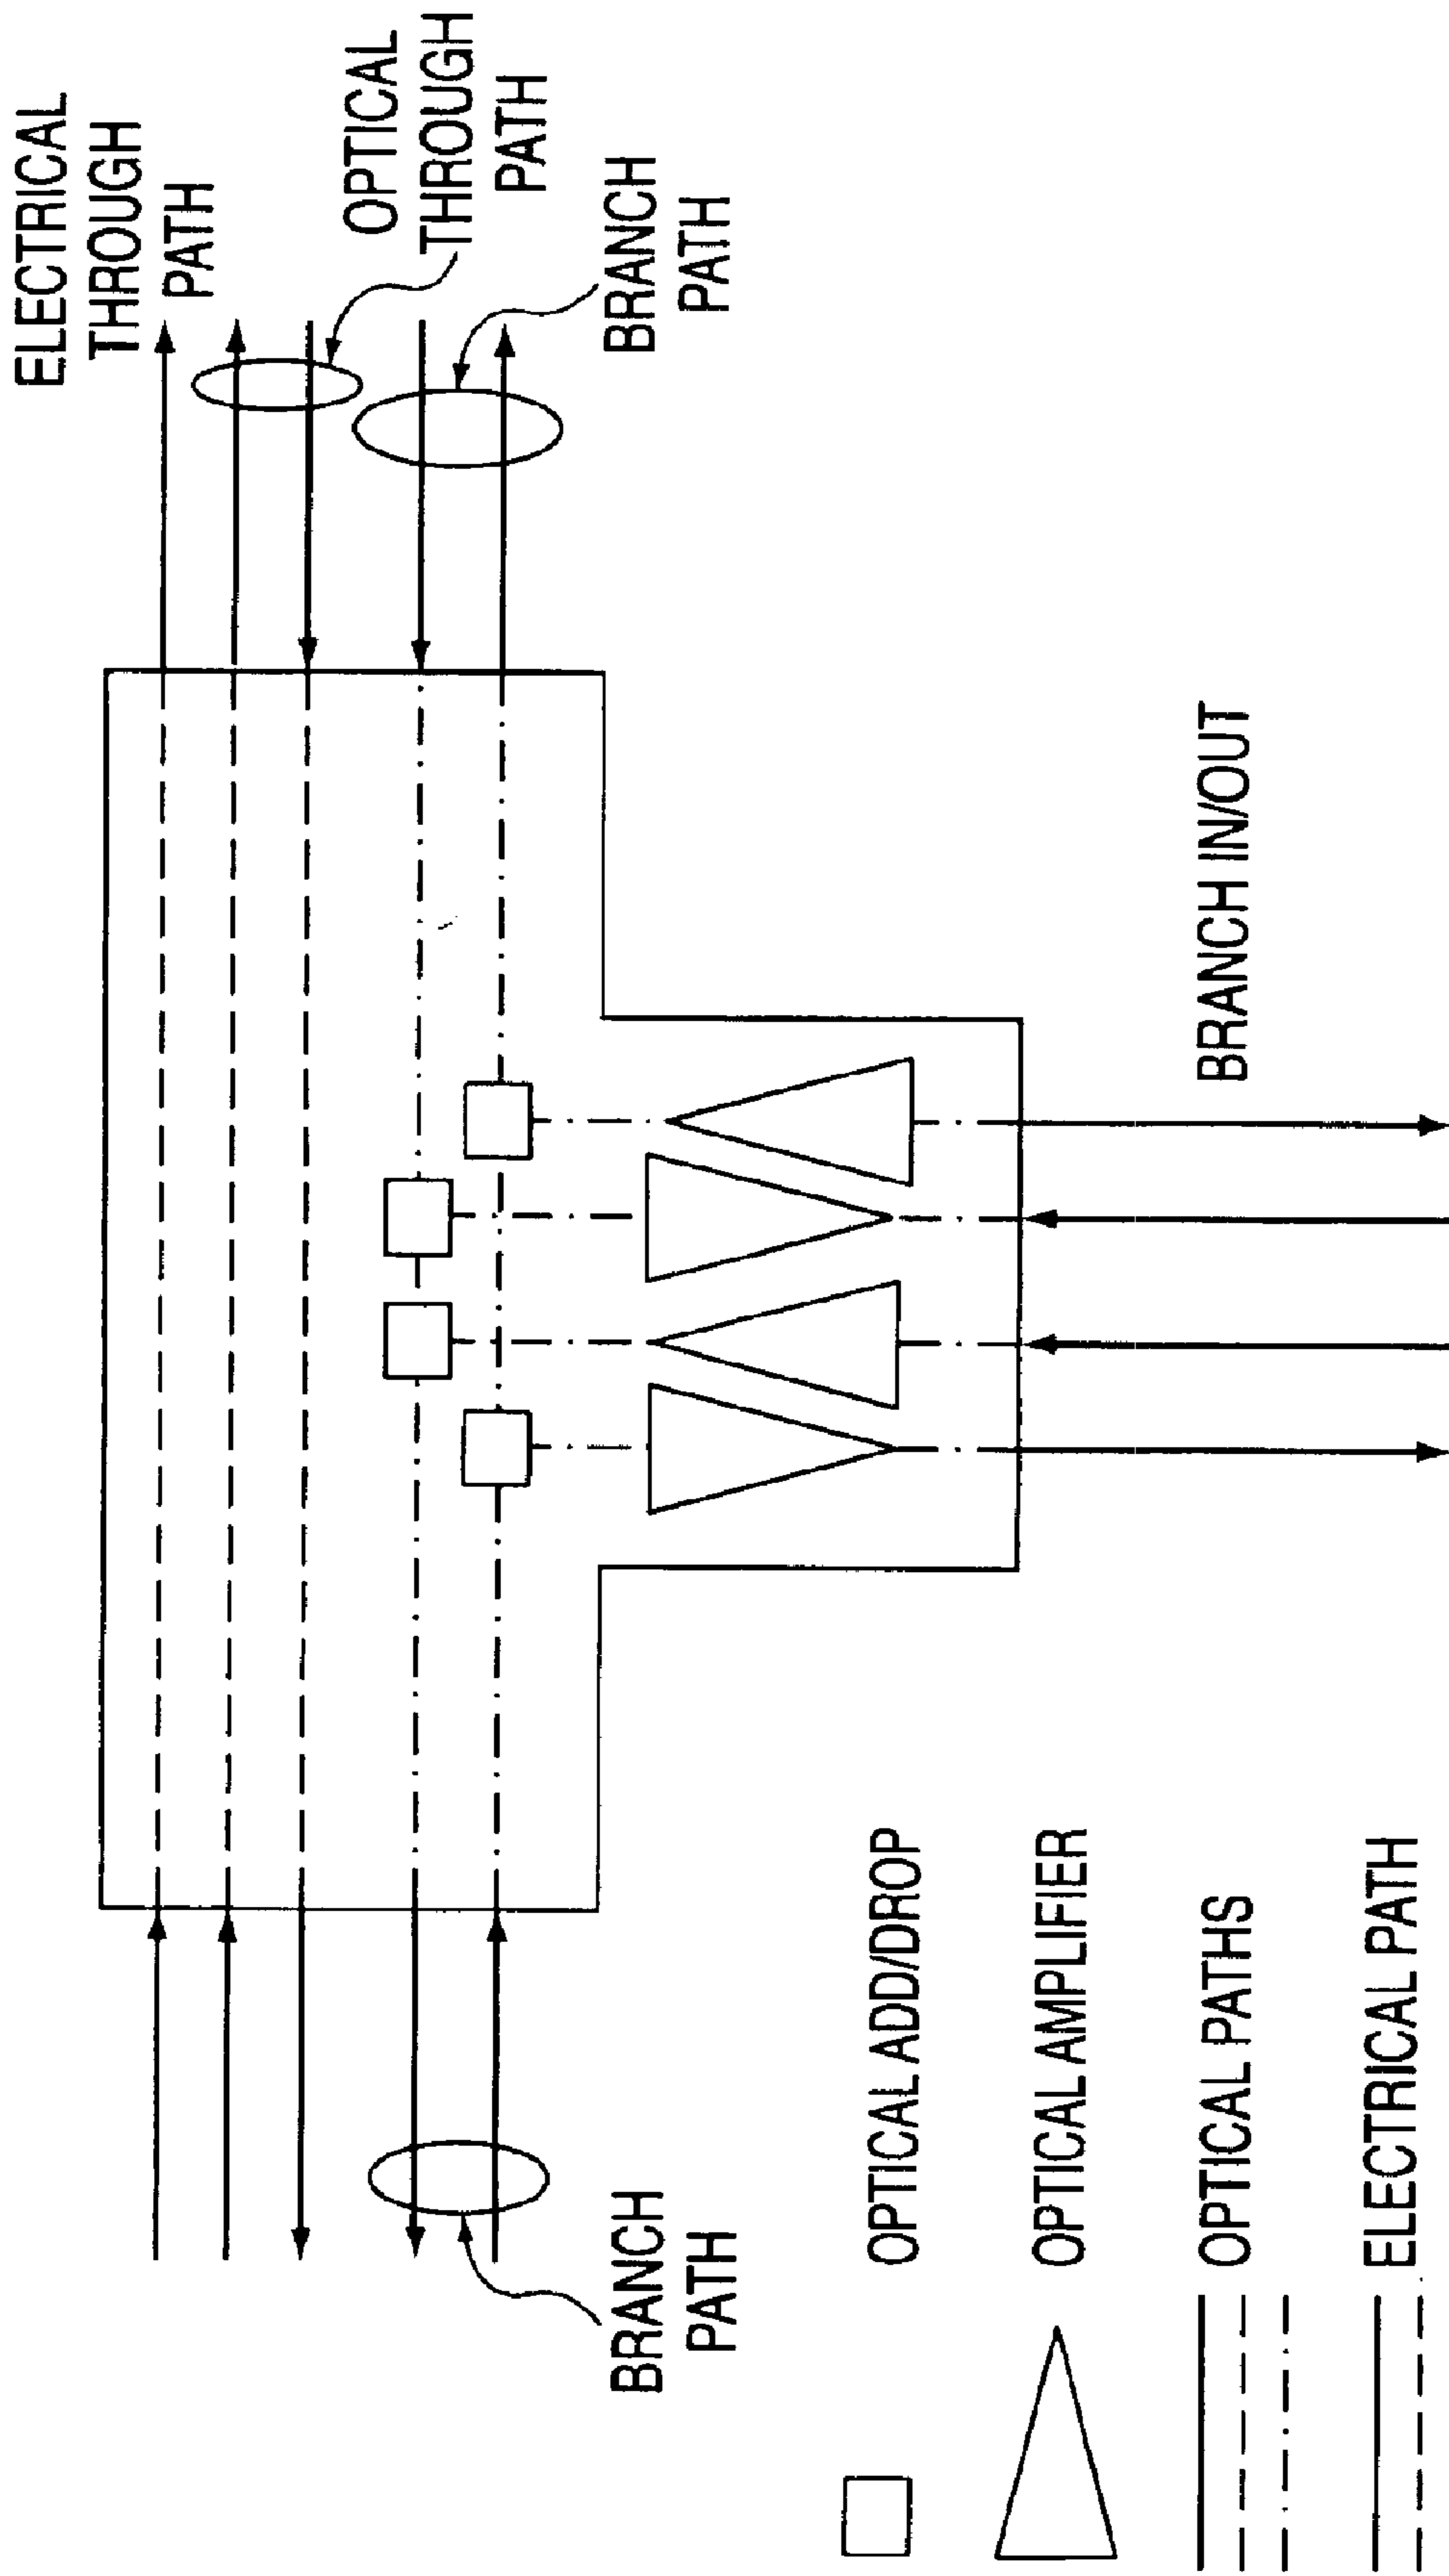 ELECTRICAL
THROUGH
PATH
OPTICAL
THROUGH
PATH
BRANCH
PATH
BRANCH IN/OUT
BRANCH
PATH
OPTICAL ADD/DROP
OPTICAL AMPLIFIER
OPTICAL PATHS
ELECTRICAL PATH